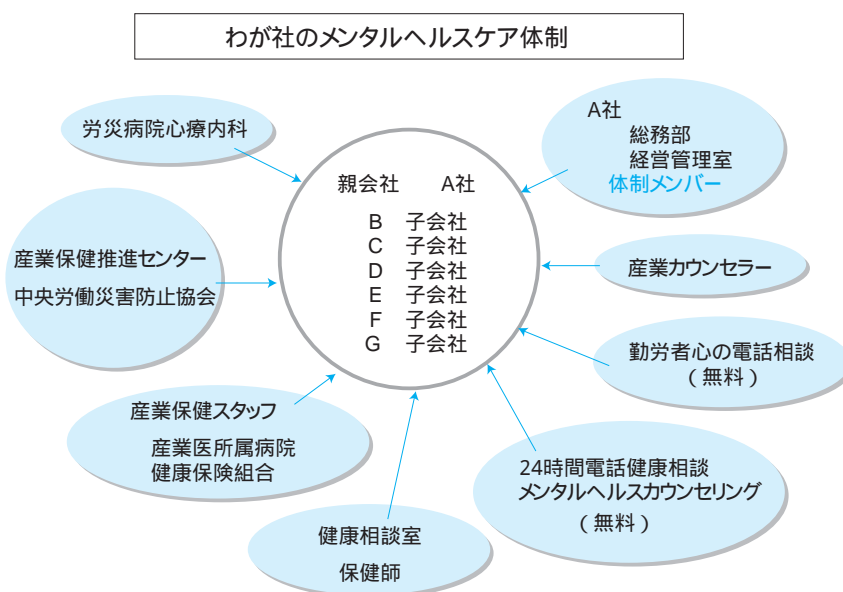 わが社のメンタルヘルスケア体制
労災病院心療内科
A社
総務部
経営管理室
体制メンバー
親会社 A社
B 子会社
C 子会社
D 子会社
E 子会社
F 子会社
G 子会社
産業保健推進センター
中央労働災害防止協会
産業カウンセラー
勤労者心の電話相談
(無料)
産業保健スタッフ
産業医所属病院
健康保険組合
24時間電話健康相談
メンタルヘルスカウンセリング
(無料)
健康相談室
保健師